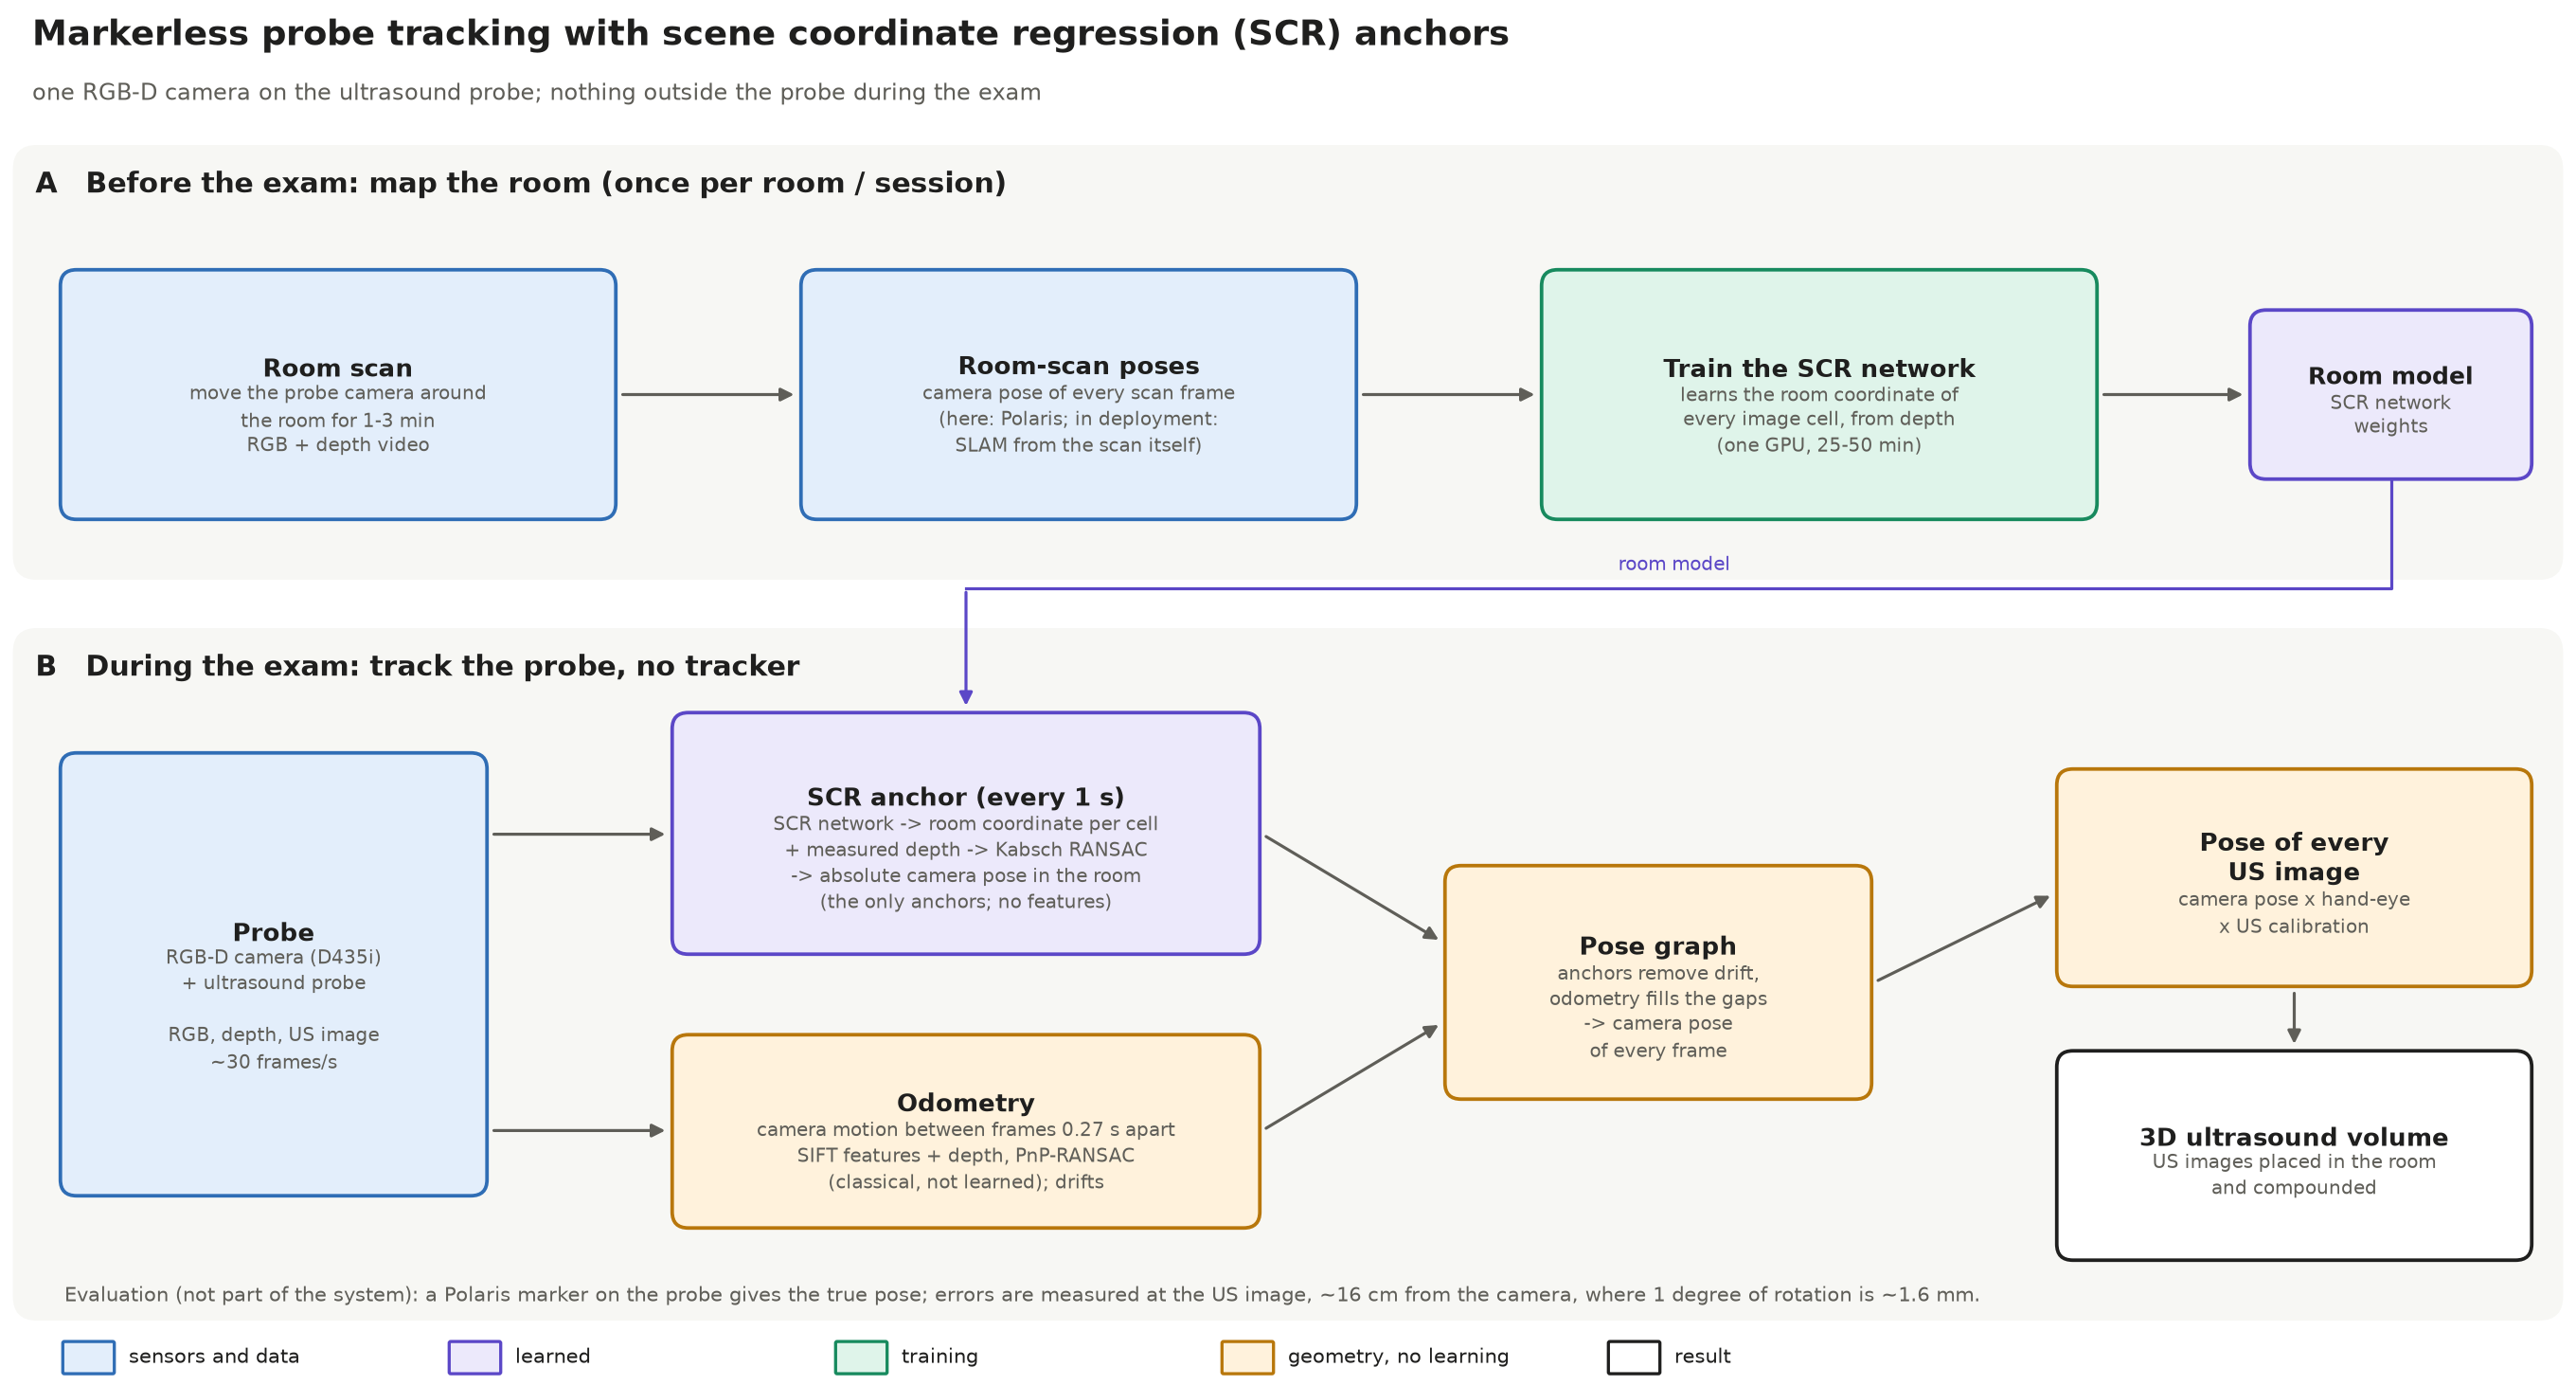 Markerless probe tracking with scene coordinate regression (SCR) anchors
one RGB-D camera on the ultrasound probe; nothing outside the probe during the exam
A Before the exam: map the room (once per room / session)
Room scan
move the probe camera around
the room for 1-3 min
RGB + depth video
Room-scan poses
camera pose of every scan frame
(here: Polaris; in deployment:
SLAM from the scan itself)
Train the SCR network
learns the room coordinate of
every image cell, from depth
(one GPU, 25-50 min)
Room model
SCR network
weights
room model
B During the exam: track the probe, no tracker
Probe
RGB-D camera (D435i)
+ ultrasound probe
RGB, depth, US image
~30 frames/s
SCR anchor (every 1 s)
SCR network -> room coordinate per cell
+ measured depth -> Kabsch RANSAC
-> absolute camera pose in the room
(the only anchors; no features)
Odometry
camera motion between frames 0.27 s apart
SIFT features + depth, PnP-RANSAC
(classical, not learned); drifts
Pose graph
anchors remove drift,
odometry fills the gaps
-> camera pose
of every frame
Pose of every
US image
camera pose x hand-eye
x US calibration
3D ultrasound volume
US images placed in the room
and compounded
Evaluation (not part of the system): a Polaris marker on the probe gives the true pose; errors are measured at the US image, ~16 cm from the camera, where 1 degree of rotation is ~1.6 mm.
sensors and data
learned
training
geometry, no learning
result